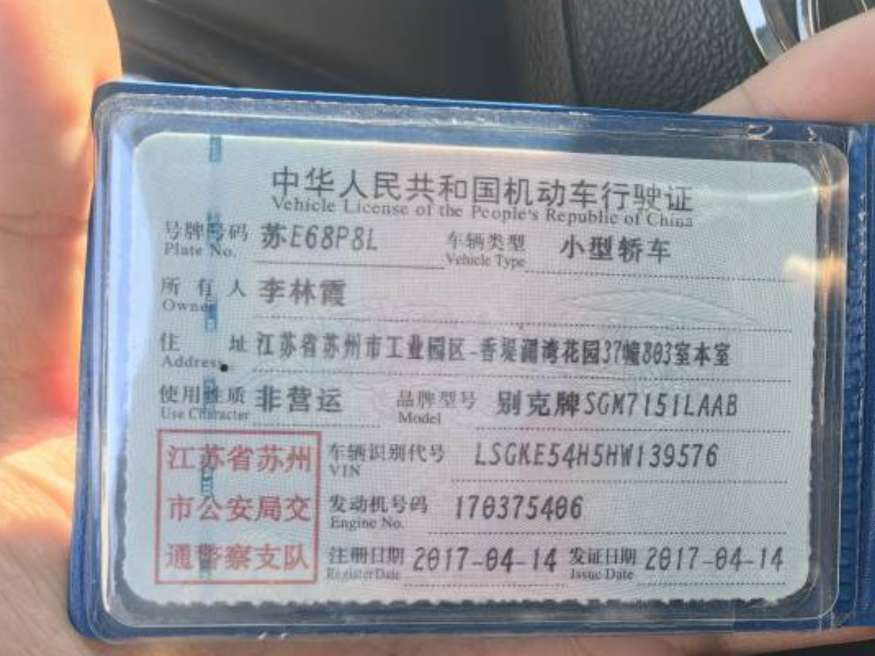 中华人民共和国机动车行驶证
Vehicle License of the People's Republic of China
号牌号码 苏E68P8L 车辆类型 小型轿车
Plate No. Vehicle Type
所有人 李林霞
Owner
住址 江苏省苏州市工业园区-香堤澜湾花园37幢803室本室
Address
使用性质 非营运 品牌型号 别克牌SGM7151LAAB
Use Character Model
江苏省苏州 车辆识别代号 LSGKE54H5HW139576
VIN
市公安局交 发动机号码 170375406
Engine No.
通警察支队 注册日期 2017-04-14 发证日期 2017-04-14
Register Date Issue Date